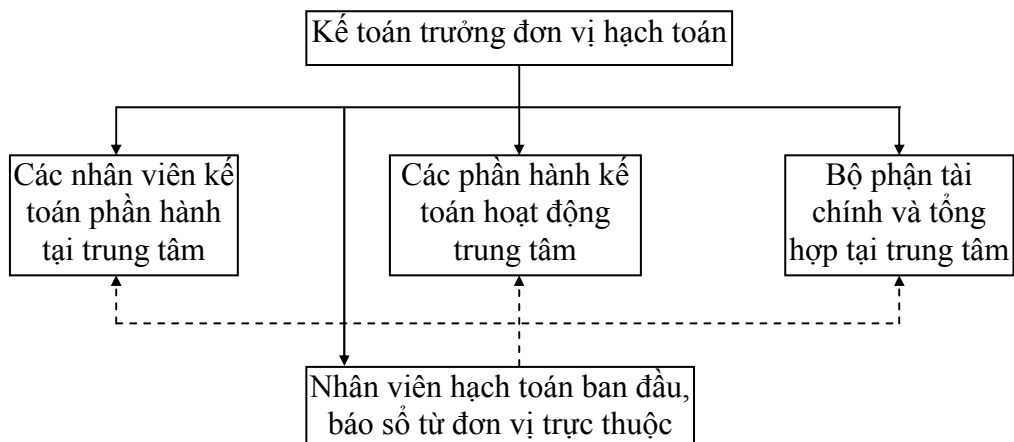 Kế toán trưởng đơn vị hạch toán
Các nhân viên kế
toán phần hành
tại trung tâm
Các phần hành kế
toán hoạt động
trung tâm
Bộ phận tài
chính và tổng
hợp tại trung tâm
Nhân viên hạch toán ban đầu,
báo sổ từ đơn vị trực thuộc